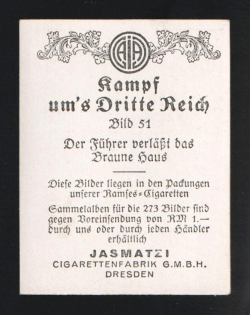 Kampf
um's Dritte Reich
Bild 51
Der Führer verläßt das
Braune Haus
Diese Bilder liegen in den Packungen
unserer Ramses-Cigaretten
Sammelalben für die 273 Bilder sind
gegen Voreinsendung von RM 1.—
durch uns oder durch jeden Händler
erhältlich
JASMATZI
CIGARETTENFABRIK G.M.B.H.
DRESDEN